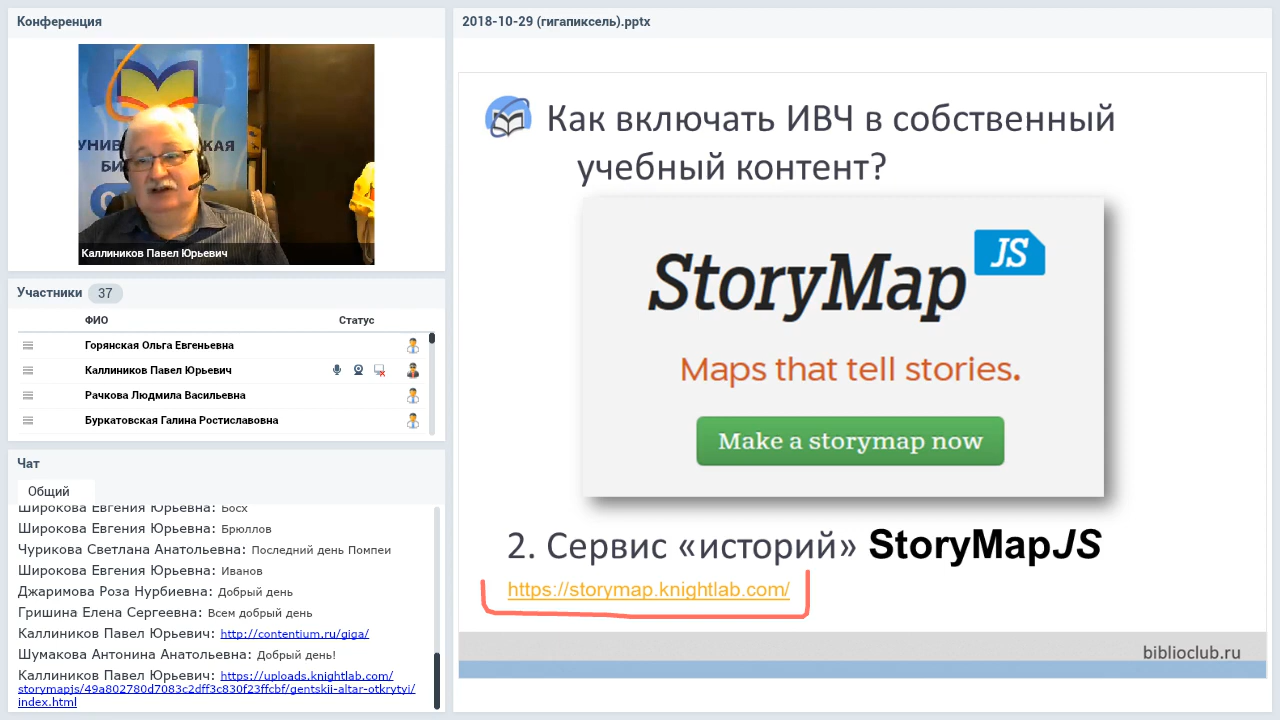 Конференция
Каллиников Павел Юрьевич
Участники 37
ФИО Статус
Горянская Ольга Евгеньевна
Каллиников Павел Юрьевич
Рачкова Людмила Васильевна
Буркатовская Галина Ростиславовна
Чат
Общий
Широкова Евгения Юрьевна: Босх
Широкова Евгения Юрьевна: Брюллов
Чурикова Светлана Анатольевна: Последний день Помпеи
Широкова Евгения Юрьевна: Иванов
Джаримова Роза Нурбиевна: Добрый день
Гришина Елена Сергеевна: Всем добрый день
Каллиников Павел Юрьевич: http://contentium.ru/giga/
Шумакова Антонина Анатольевна: Добрый день!
Каллиников Павел Юрьевич: https://uploads.knightlab.com/
storymapjs/49a802780d7083c2dff3c830f23ffcbf/gentskii-altar-otkrytyi/
index.html
2018-10-29 (гигапиксель).pptx
Как включать ИВЧ в собственный
учебный контент?
StoryMap JS
Maps that tell stories.
Make a storymap now
2. Сервис «историй» StoryMapJS
https://storymap.knightlab.com/
biblioclub.ru